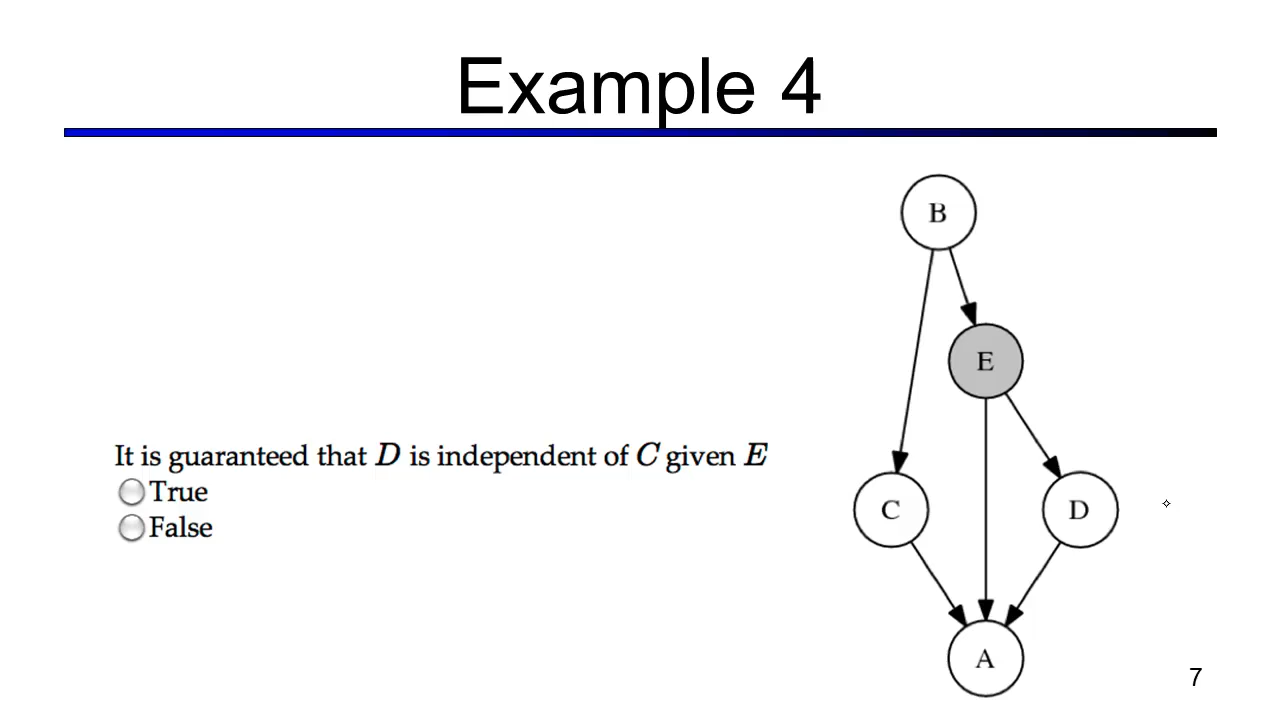 Example 4
B
E
It is guaranteed that D is independent of C given E
True
False
C
D
A
7